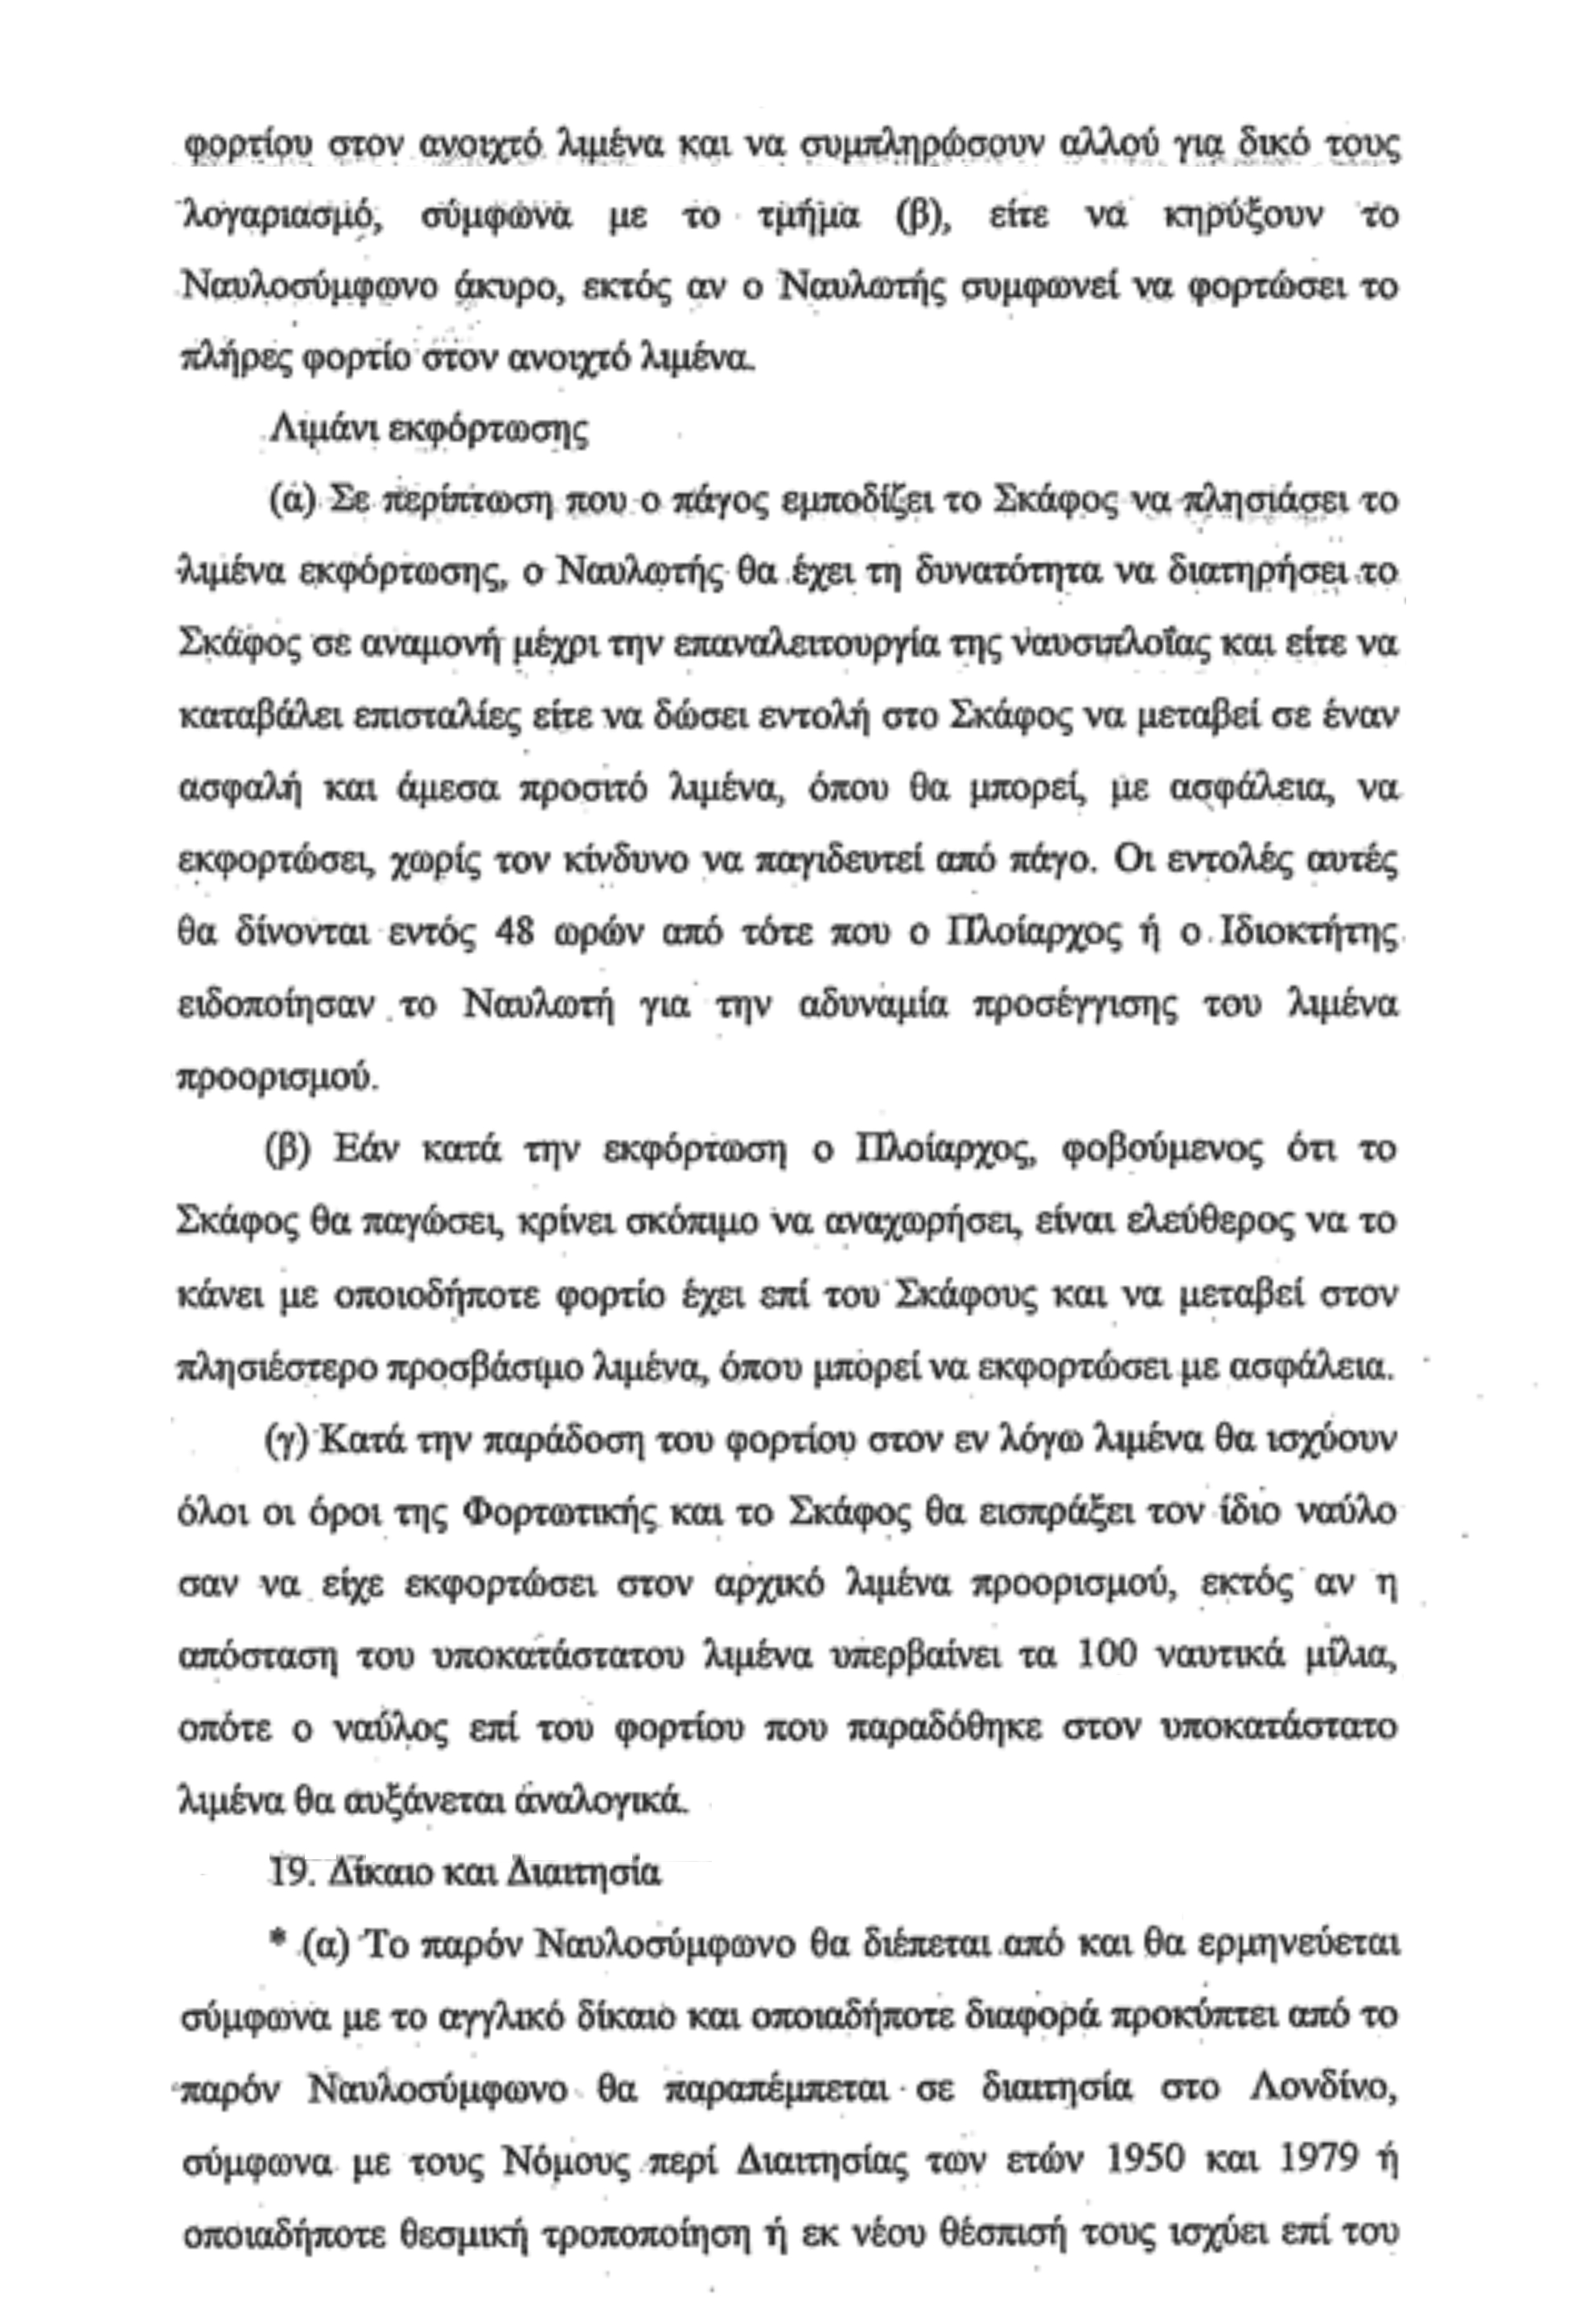 φορτίου στον ανοιχτό λιμένα και να συμπληρώσουν αλλού για δικό τους
λογαριασμό, σύμφωνα με το τμήμα (β), είτε να κηρύξουν το
Ναυλοσύμφωνο άκυρο, εκτός αν ο Ναυλωτής συμφωνεί να φορτώσει το
πλήρες φορτίο στον ανοιχτό λιμένα.
Λιμάνι εκφόρτωσης
(α) Σε περίπτωση που ο πάγος εμποδίζει το Σκάφος να πλησιάσει το
λιμένα εκφόρτωσης, ο Ναυλωτής θα έχει τη δυνατότητα να διατηρήσει το
Σκάφος σε αναμονή μέχρι την επαναλειτουργία της ναυσιπλοΐας και είτε να
καταβάλει επισταλίες είτε να δώσει εντολή στο Σκάφος να μεταβεί σε έναν
ασφαλή και άμεσα προσιτό λιμένα, όπου θα μπορεί, με ασφάλεια, να
εκφορτώσει, χωρίς τον κίνδυνο να παγιδευτεί από πάγο. Οι εντολές αυτές
θα δίνονται εντός 48 ωρών από τότε που ο Πλοίαρχος ή ο Ιδιοκτήτης
ειδοποίησαν το Ναυλωτή για την αδυναμία προσέγγισης του λιμένα
προορισμού.
(β) Εάν κατά την εκφόρτωση ο Πλοίαρχος, φοβούμενος ότι το
Σκάφος θα παγώσει, κρίνει σκόπιμο να αναχωρήσει, είναι ελεύθερος να το
κάνει με οποιοδήποτε φορτίο έχει επί του Σκάφους και να μεταβεί στον
πλησιέστερο προσβάσιμο λιμένα, όπου μπορεί να εκφορτώσει με ασφάλεια.
(γ) Κατά την παράδοση του φορτίου στον εν λόγω λιμένα θα ισχύουν
όλοι οι όροι της Φορτωτικής και το Σκάφος θα εισπράξει τον ίδιο ναύλο
σαν να είχε εκφορτώσει στον αρχικό λιμένα προορισμού, εκτός αν η
απόσταση του υποκατάστατου λιμένα υπερβαίνει τα 100 ναυτικά μίλια,
οπότε ο ναύλος επί του φορτίου που παραδόθηκε στον υποκατάστατο
λιμένα θα αυξάνεται αναλογικά.
19. Δίκαιο και Διαιτησία
* (α) Το παρόν Ναυλοσύμφωνο θα διέπεται από και θα ερμηνεύεται
σύμφωνα με το αγγλικό δίκαιο και οποιαδήποτε διαφορά προκύπτει από το
παρόν Ναυλοσύμφωνο θα παραπέμπεται σε διαιτησία στο Λονδίνο,
σύμφωνα με τους Νόμους περί Διαιτησίας των ετών 1950 και 1979 ή
οποιαδήποτε θεσμική τροποποίηση ή εκ νέου θέσπισή τους ισχύει επί του